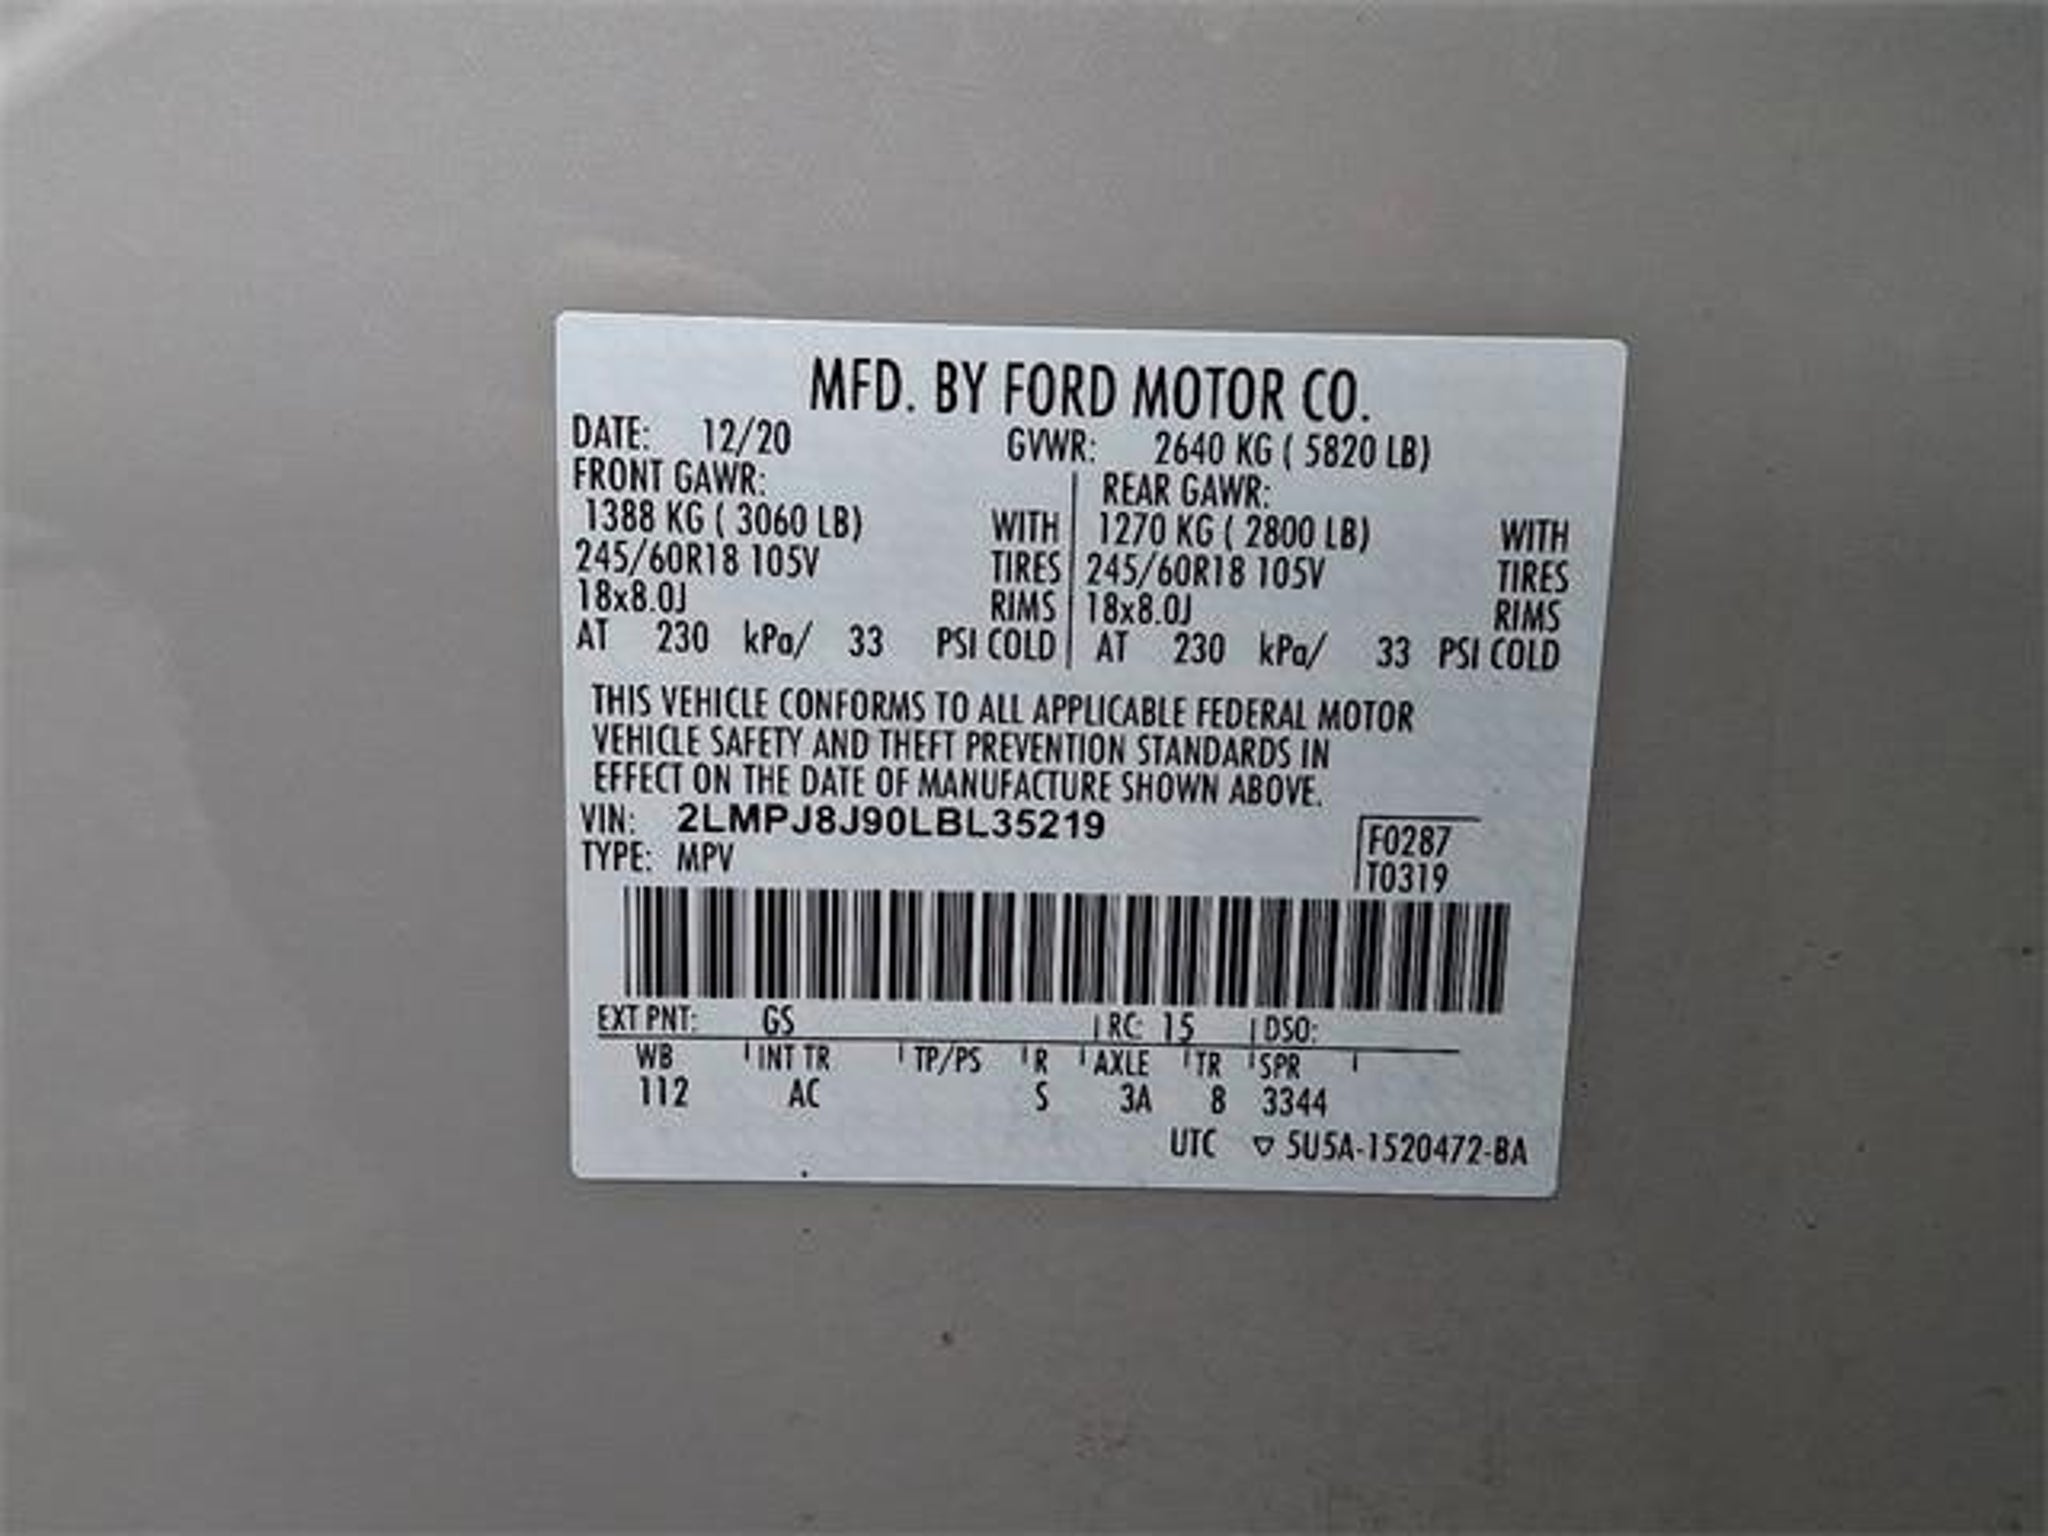 MFD. BY FORD MOTOR CO.
DATE: 12/20 GVWR: 2640 KG ( 5820 LB)
FRONT GAWR: REAR GAWR:
1388 KG ( 3060 LB) WITH 1270 KG ( 2800 LB) WITH
245/60R18 105V TIRES 245/60R18 105V TIRES
18x8.0J RIMS 18x8.0J RIMS
AT 230 kPa/ 33 PSI COLD AT 230 kPa/ 33 PSI COLD
THIS VEHICLE CONFORMS TO ALL APPLICABLE FEDERAL MOTOR
VEHICLE SAFETY AND THEFT PREVENTION STANDARDS IN
EFFECT ON THE DATE OF MANUFACTURE SHOWN ABOVE.
VIN: 2LMPJ8J90LBL35219 F0287
TYPE: MPV T0319
EXT PNT: GS RC: 15 DSO:
WB INT TR TP/PS R AXLE TR SPR
112 AC S 3A 8 3344
UTC ▽ 5U5A-1520472-BA